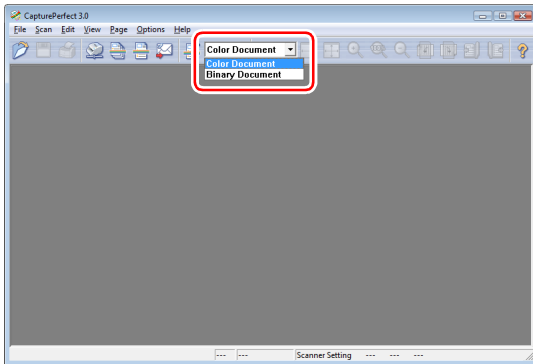 CapturePerfect 3.0
File Scan Edit View Page Options Help
Color Document
Color Document
Binary Document
--- --- Scanner Setting --- --- ---